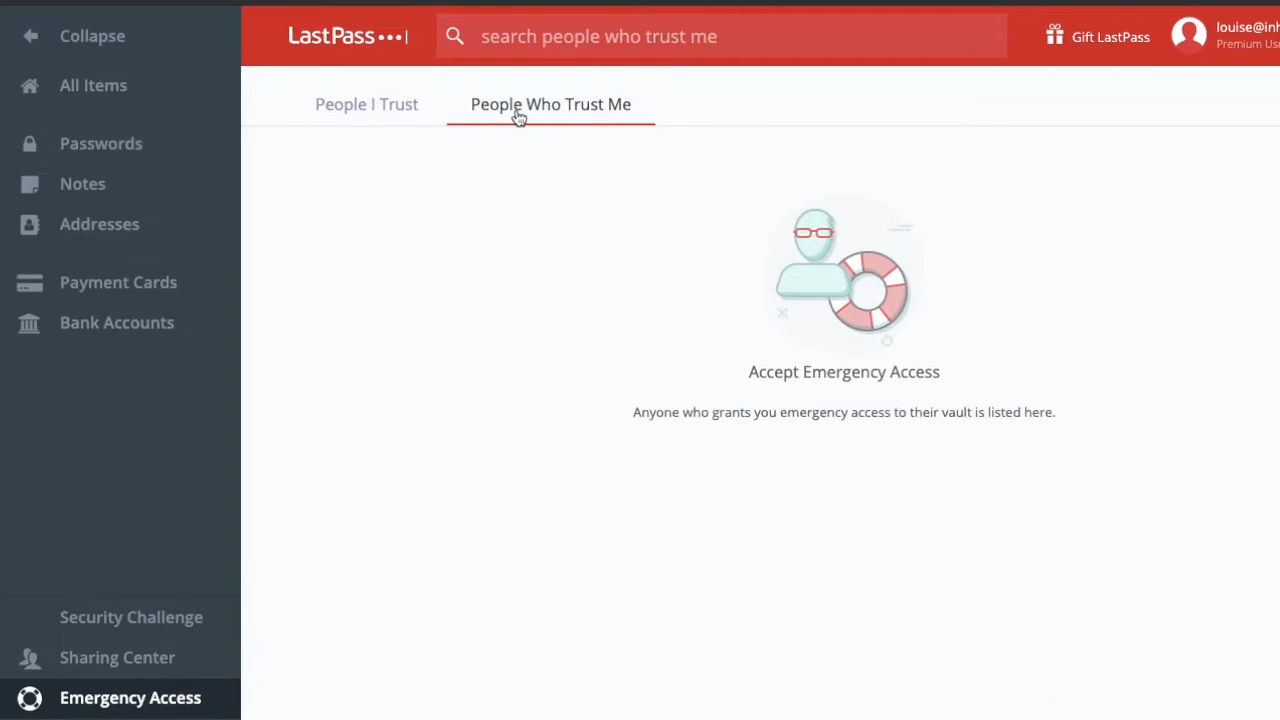 Collapse
All Items
Passwords
Notes
Addresses
Payment Cards
Bank Accounts
Security Challenge
Sharing Center
Emergency Access
LastPass•••|
search people who trust me
Gift LastPass
louise@inh
Premium Use
People I Trust
People Who Trust Me
Accept Emergency Access
Anyone who grants you emergency access to their vault is listed here.